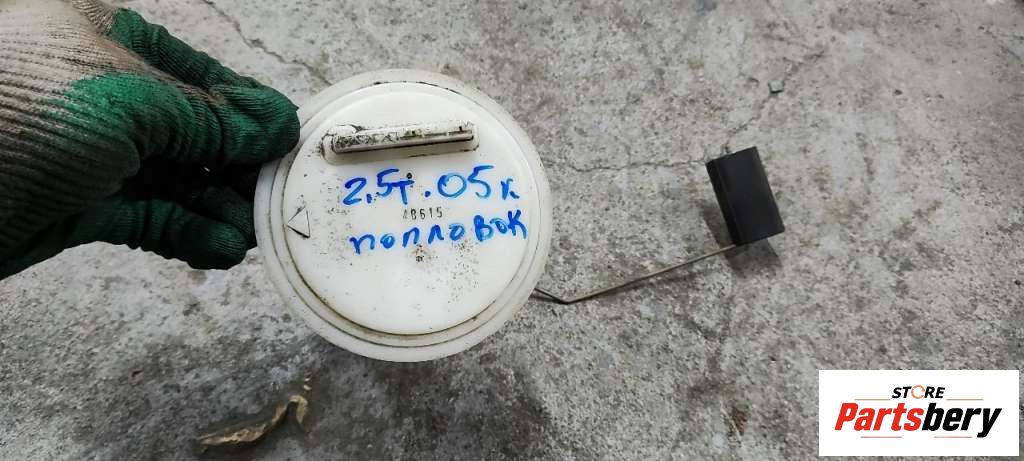 2,5т. 05к
48615
поплавок
STORE
Partsbery